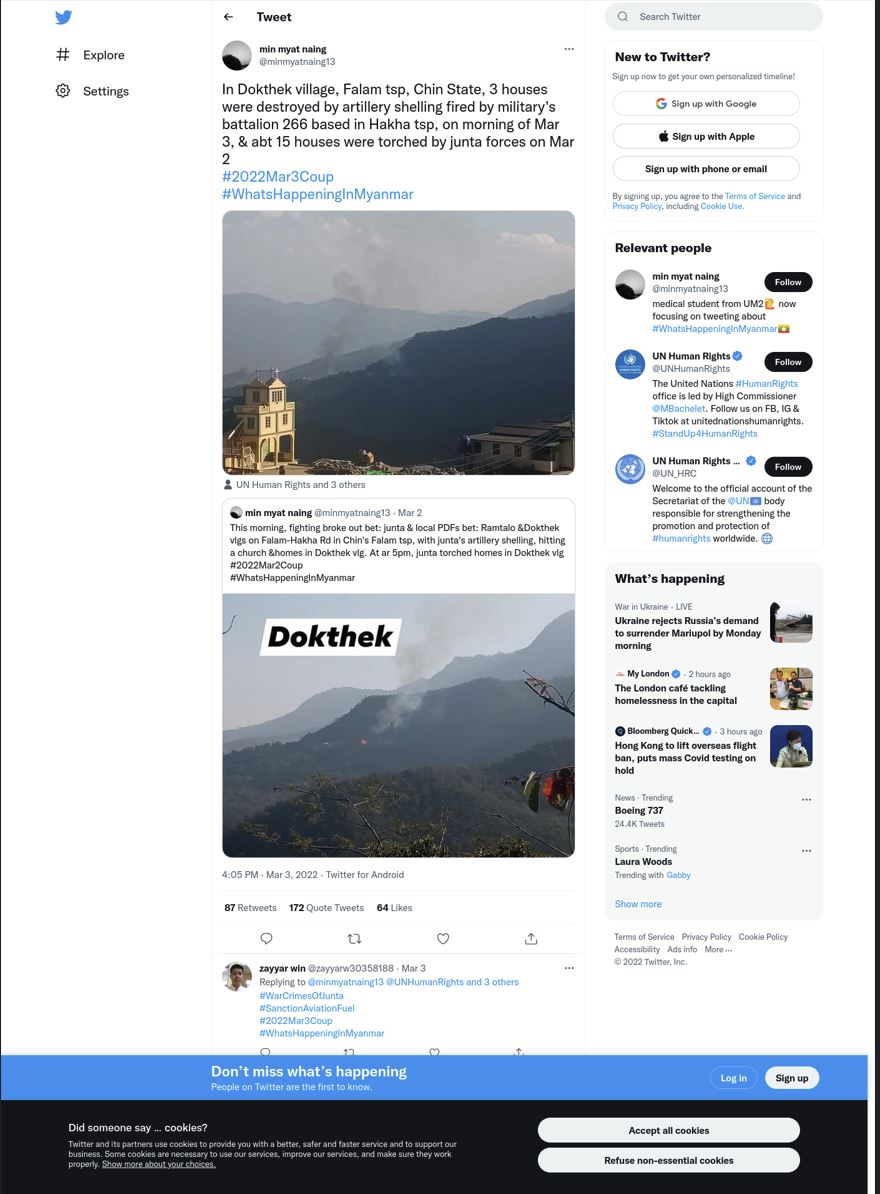 Tweet
Explore
Settings
min myat naing
@minmyatnaing13
In Dokthek village, Falam tsp, Chin State, 3 houses
were destroyed by artillery shelling fired by military's
battalion 266 based in Hakha tsp, on morning of Mar
3, & abt 15 houses were torched by junta forces on Mar
2
#2022Mar3Coup
#WhatsHappeningInMyanmar
UN Human Rights and 3 others
min myat naing @minmyatnaing13 · Mar 2
This morning, fighting broke out bet: junta & local PDFs bet: Ramtalo &Dokthek
vlgs on Falam-Hakha Rd in Chin's Falam tsp, with junta's artillery shelling, hitting
a church &homes in Dokthek vlg. At ar 5pm, junta torched homes in Dokthek vlg
#2022Mar2Coup
#WhatsHappeningInMyanmar
Dokthek
4:05 PM · Mar 3, 2022 · Twitter for Android
87 Retweets 172 Quote Tweets 64 Likes
zayyar win @zayyarw30358188 · Mar 3
Replying to @minmyatnaing13 @UNHumanRights and 3 others
#WarCrimesOfJunta
#SanctionAviationFuel
#2022Mar3Coup
#WhatsHappeningInMyanmar
Search Twitter
New to Twitter?
Sign up now to get your own personalized timeline!
Sign up with Google
Sign up with Apple
Sign up with phone or email
By signing up, you agree to the Terms of Service and
Privacy Policy, including Cookie Use.
Relevant people
min myat naing
@minmyatnaing13
Follow
medical student from UM2 now
focusing on tweeting about
#WhatsHappeningInMyanmar
UN Human Rights
@UNHumanRights
Follow
The United Nations #HumanRights
office is led by High Commissioner
@MBachelet. Follow us on FB, IG &
Tiktok at unitednationshumanrights.
#StandUp4HumanRights
UN Human Rights ...
@UN_HRC
Follow
Welcome to the official account of the
Secretariat of the @UN body
responsible for strengthening the
promotion and protection of
#humanrights worldwide.
What's happening
War in Ukraine · LIVE
Ukraine rejects Russia's demand
to surrender Mariupol by Monday
morning
My London · 2 hours ago
The London café tackling
homelessness in the capital
Bloomberg Quick... · 3 hours ago
Hong Kong to lift overseas flight
ban, puts mass Covid testing on
hold
News · Trending
Boeing 737
24.4K Tweets
Sports · Trending
Laura Woods
Trending with Gabby
Show more
Terms of Service Privacy Policy Cookie Policy
Accessibility Ads info More ···
© 2022 Twitter, Inc.
Don't miss what's happening
People on Twitter are the first to know.
Log in
Sign up
Did someone say … cookies?
Twitter and its partners use cookies to provide you with a better, safer and faster service and to support our
business. Some cookies are necessary to use our services, improve our services, and make sure they work
properly. Show more about your choices.
Accept all cookies
Refuse non-essential cookies